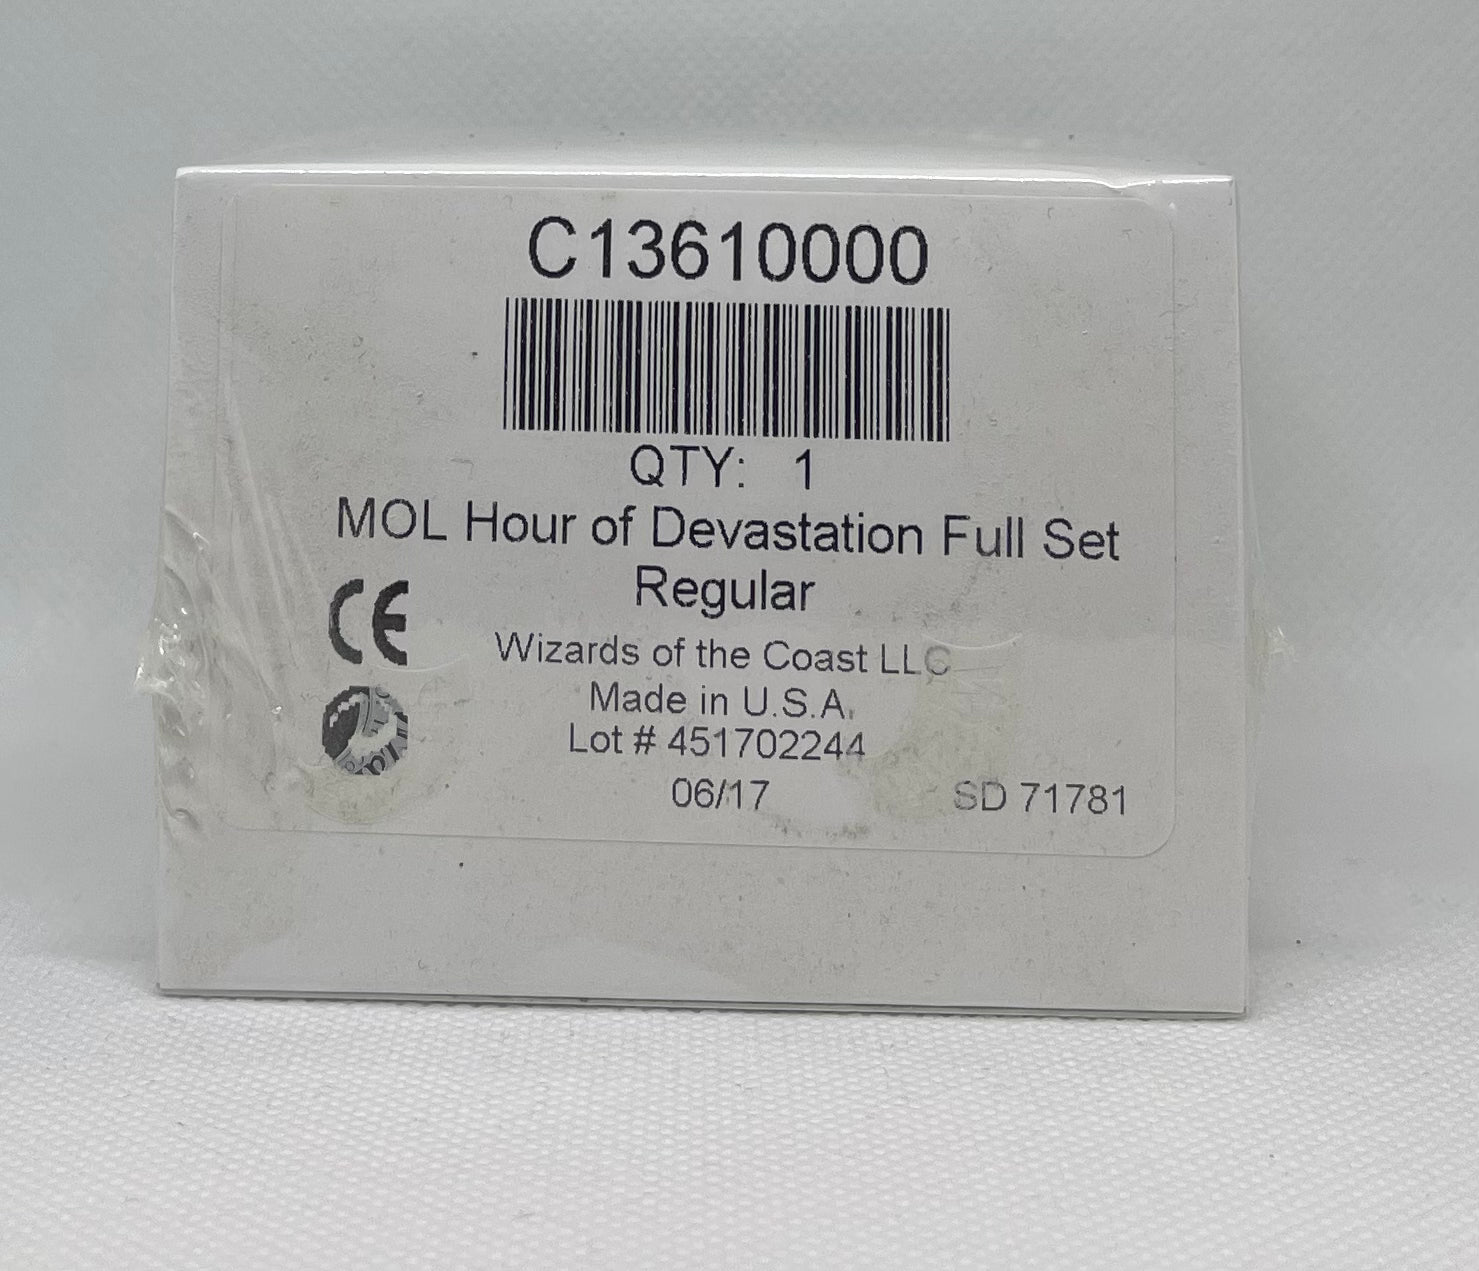 C13610000
QTY: 1
MOL Hour of Devastation Full Set
Regular
CE
Wizards of the Coast LLC
Made in U.S.A.
Lot # 451702244
06/17
SD 71781